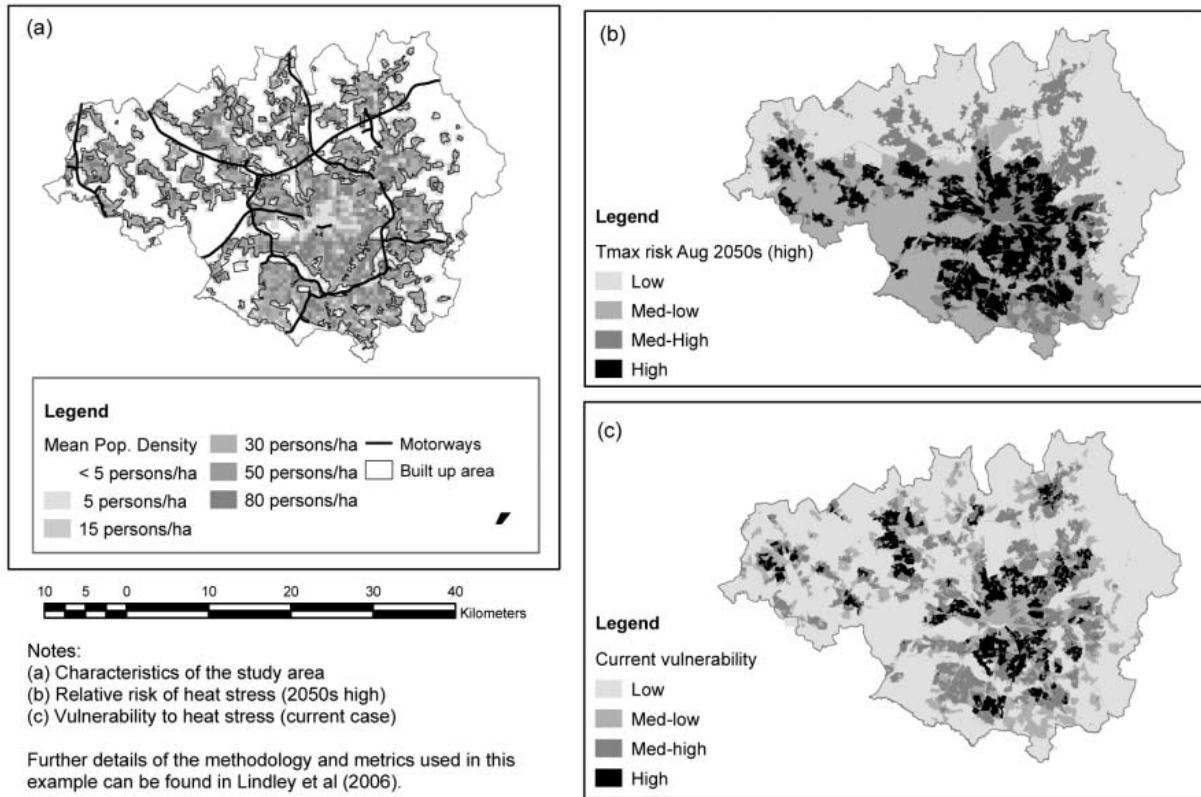 (a)
Legend
Mean Pop. Density
< 5 persons/ha
5 persons/ha
15 persons/ha
30 persons/ha
50 persons/ha
80 persons/ha
Motorways
Built up area
10 5 0 10 20 30 40
Kilometers
Notes:
(a) Characteristics of the study area
(b) Relative risk of heat stress (2050s high)
(c) Vulnerability to heat stress (current case)
Further details of the methodology and metrics used in this
example can be found in Lindley et al (2006).
(b)
Legend
Tmax risk Aug 2050s (high)
Low
Med-low
Med-High
High
(c)
Legend
Current vulnerability
Low
Med-low
Med-high
High